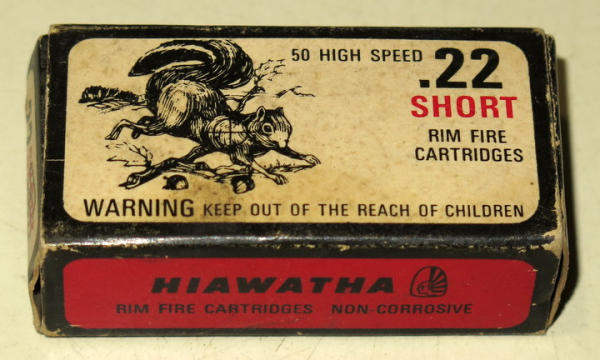 50 HIGH SPEED .22
SHORT
RIM FIRE
CARTRIDGES
WARNING KEEP OUT OF THE REACH OF CHILDREN
HIAWATHA
RIM FIRE CARTRIDGES NON-CORROSIVE